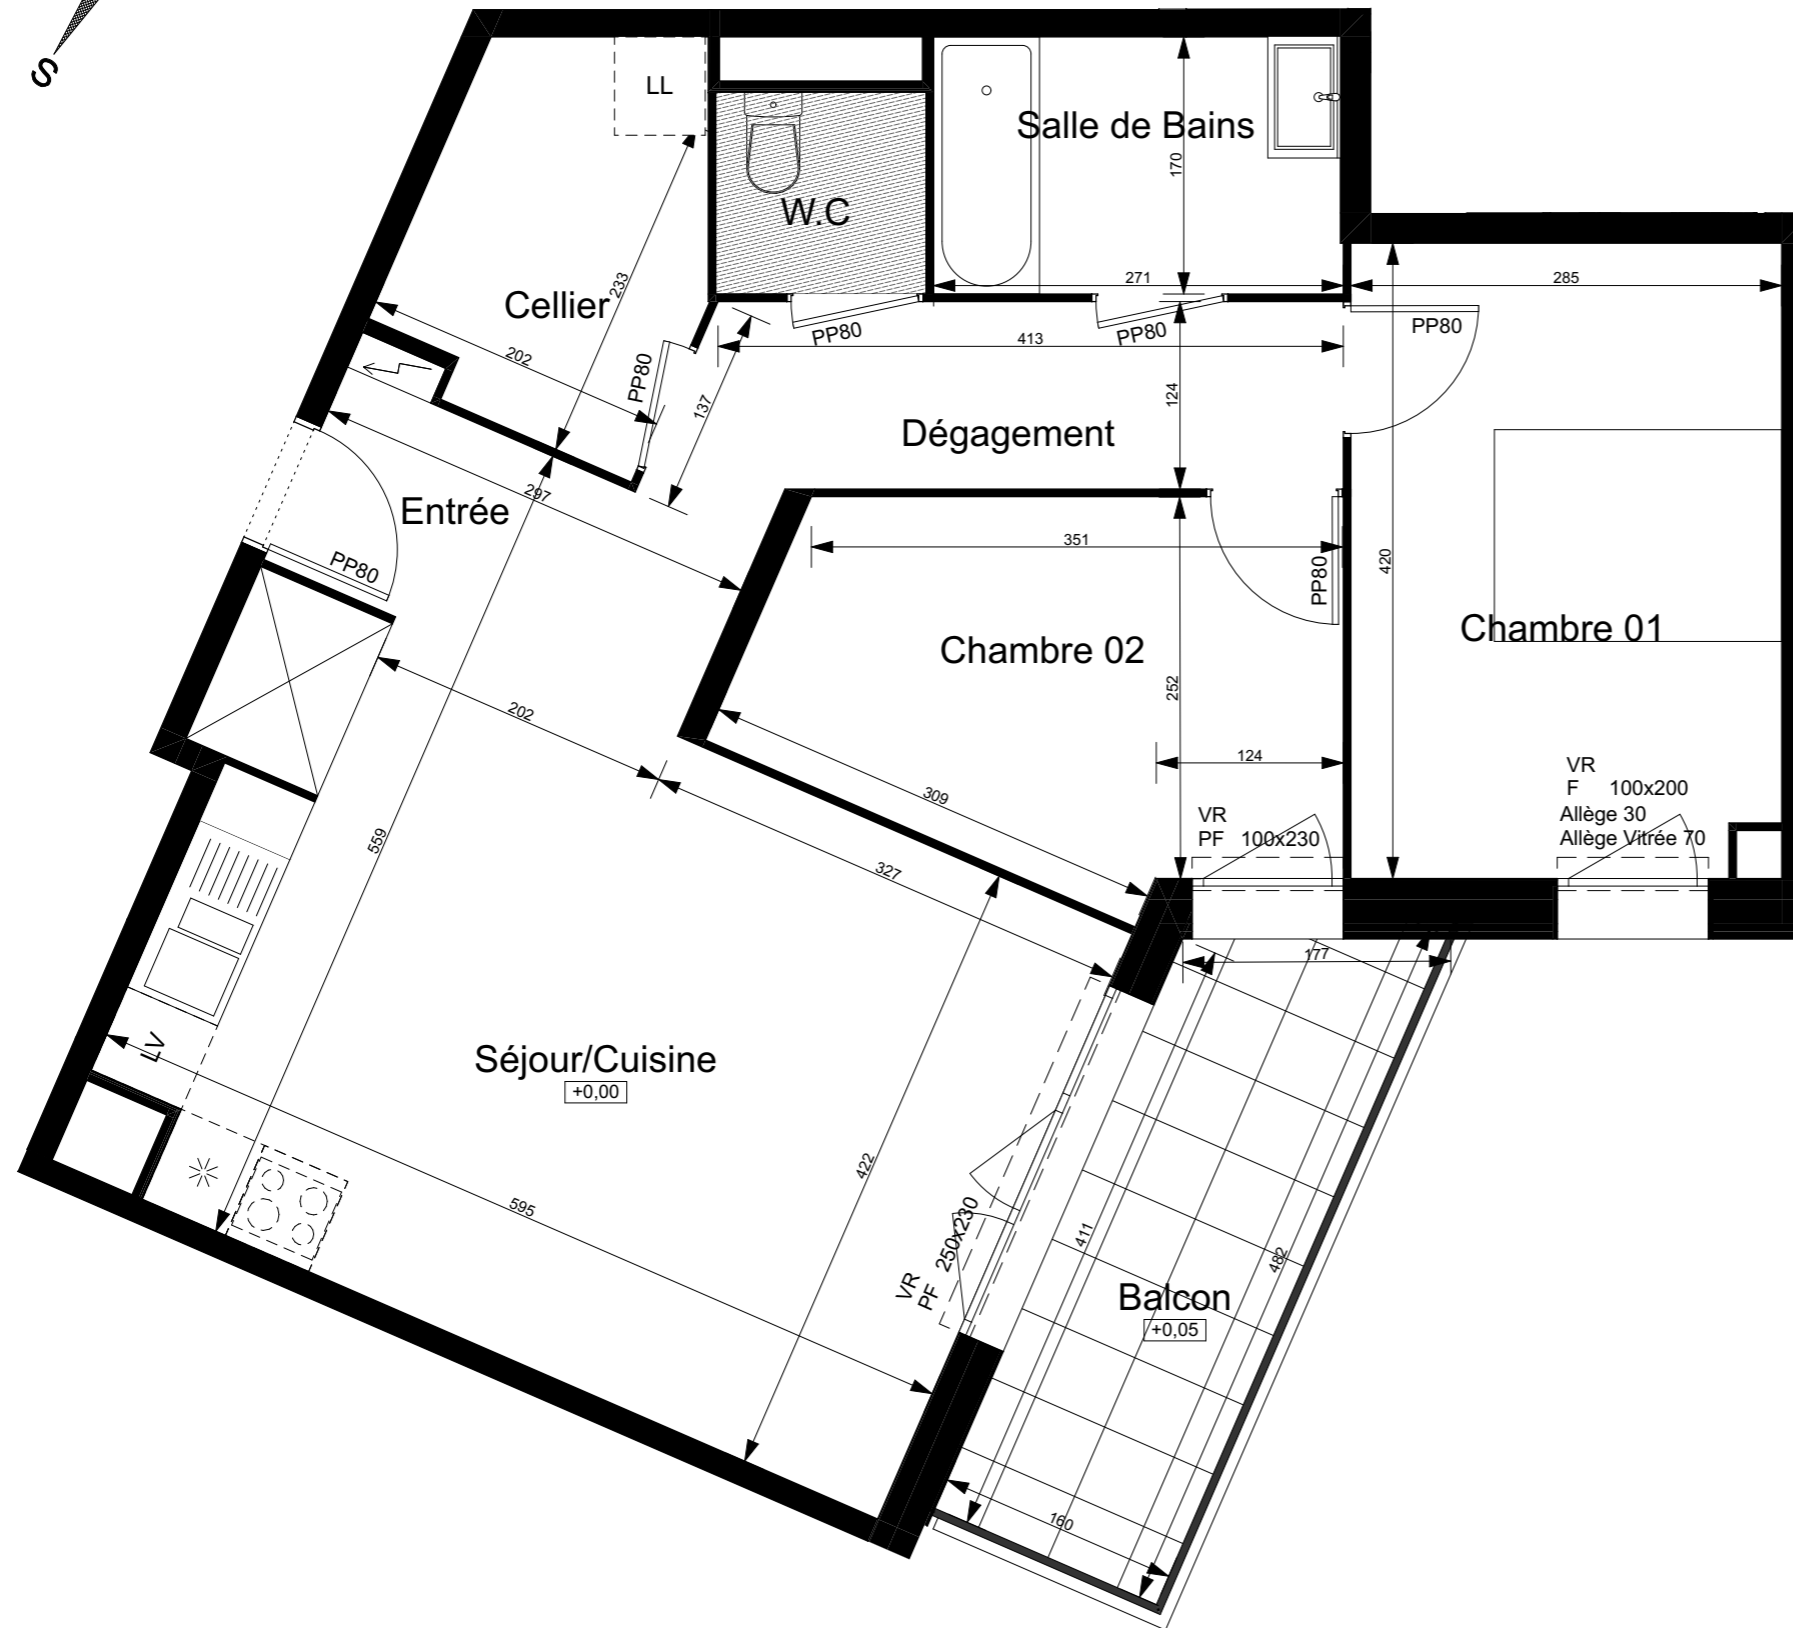 S
LL
Salle de Bains
170
W.C
271
285
Cellier
233
PP80
PP80
PP80
413
202
PP80
137
124
Dégagement
297
Entrée
351
PP80
PP80
420
Chambre 02
Chambre 01
252
202
124
309
VR
F 100x200
Allège 30
Allège Vitrée 70
VR
PF 100x230
559
327
177
LV
Séjour/Cuisine
+0,00
422
595
VR
PF 250x230
411
482
Balcon
+0,05
160